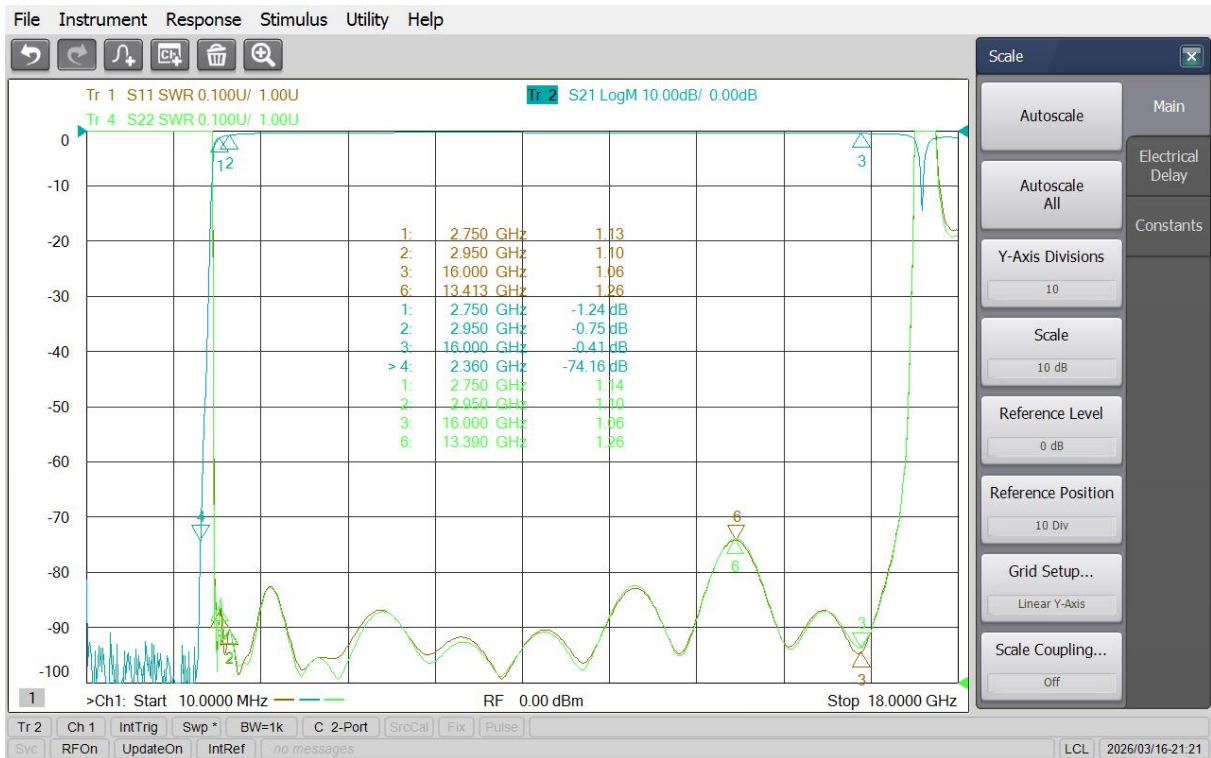 File Instrument Response Stimulus Utility Help
Tr 1 S11 SWR 0.100U/ 1.00U
Tr 2 S21 LogM 10.00dB/ 0.00dB
Tr 4 S22 SWR 0.100U/ 1.00U
0
-10
-20
-30
-40
-50
-60
-70
-80
-90
-100
1 2
3
1: 2.750 GHz 1.13
2: 2.950 GHz 1.10
3: 16.000 GHz 1.06
6: 13.413 GHz 1.26
1: 2.750 GHz -1.24 dB
2: 2.950 GHz -0.75 dB
3: 16.000 GHz -0.41 dB
> 4: 2.360 GHz -74.16 dB
1: 2.750 GHz 1.14
2: 2.950 GHz 1.10
3: 16.000 GHz 1.06
6: 13.390 GHz 1.26
4
6
6
3
2
3
1 >Ch1: Start 10.0000 MHz RF 0.00 dBm Stop 18.0000 GHz
Scale
Autoscale
Autoscale
All
Y-Axis Divisions
10
Scale
10 dB
Reference Level
0 dB
Reference Position
10 Div
Grid Setup...
Linear Y-Axis
Scale Coupling...
Off
Main
Electrical
Delay
Constants
Tr 2 Ch 1 IntTrig Swp * BW=1k C 2-Port SrcCal Fix Pulse
Svc RFOn UpdateOn IntRef no messages LCL 2026/03/16-21:21